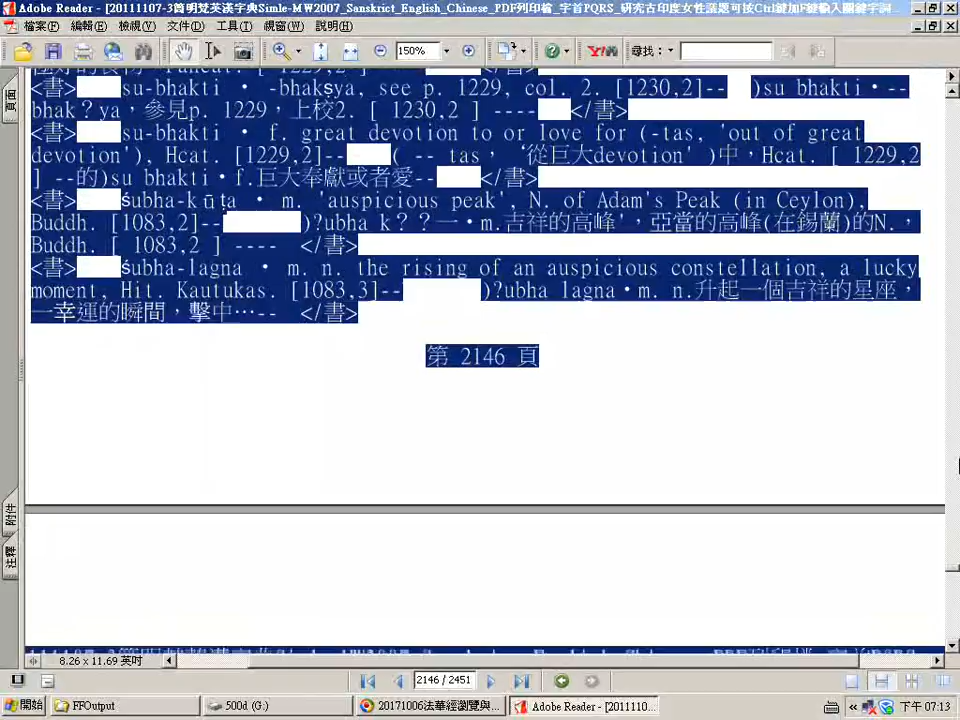 Adobe Reader - [20111107-3簡明梵英漢字典Simle-MW2007_Sanskrict_English_Chinese_PDF列印檔_字首PQRS_研究古印度女性議題可按Ctrl鍵加F鍵輸入關鍵字詞
檔案(F) 編輯(E) 檢視(V) 文件(D) 工具(T) 視窗(W) 說明(H)
150% 尋找：
頁面
[ 1229,2 ] </書>
<書> su-bhakti ‧ -bhakṣya, see p. 1229, col. 2. [1230,2]-- )su bhakti‧--
bhak？ya，參見p. 1229，上校2. [ 1230,2 ] ---- </書>
<書> su-bhakti ‧ f. great devotion to or love for (-tas, 'out of great
devotion'), Hcat. [1229,2]-- ( -- tas，‘從巨大devotion' )中，Hcat. [ 1229,2
] --的)su bhakti‧f.巨大奉獻或者愛-- </書>
<書> śubha-kūṭa ‧ m. 'auspicious peak', N. of Adam's Peak (in Ceylon),
Buddh. [1083,2]-- )?ubha k？？一‧m.吉祥的高峰'，亞當的高峰(在錫蘭)的N.，
Buddh. [ 1083,2 ] ---- </書>
<書> śubha-lagna ‧ m. n. the rising of an auspicious constellation, a lucky
moment, Hit. Kautukas. [1083,3]-- )?ubha lagna‧m. n.升起一個吉祥的星座，
一幸運的瞬間，擊中…-- </書>
第 2146 頁
附件
注釋
8.26 x 11.69 英吋
2146 / 2451
開始 FFOutput 500d (G:) 20171006法華經瀏覽與... Adobe Reader - [2011110... 下午 07:13